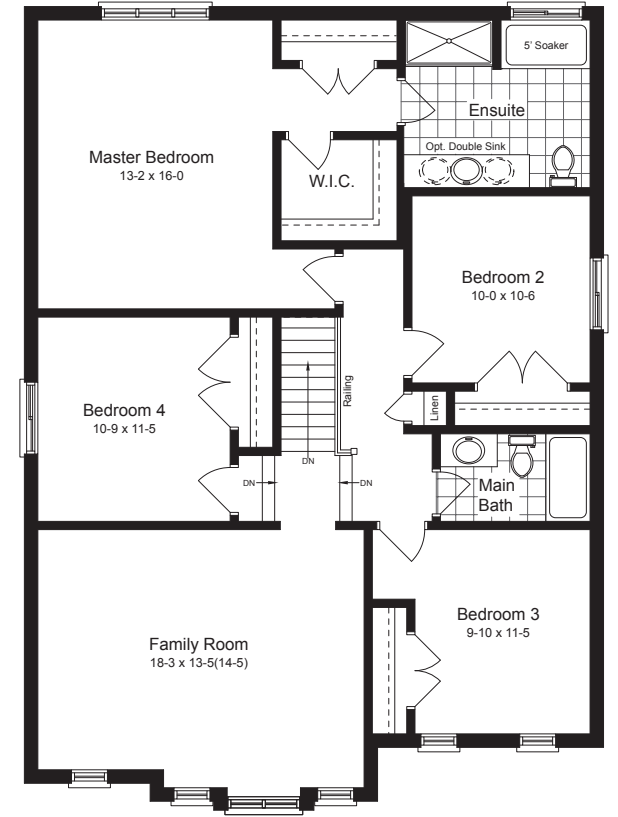 5' Soaker
Ensuite
Opt. Double Sink
Master Bedroom
13-2 x 16-0
W.I.C.
Bedroom 2
10-0 x 10-6
Railing
Linen
Bedroom 4
10-9 x 11-5
DN
DN
DN
Main
Bath
Bedroom 3
9-10 x 11-5
Family Room
18-3 x 13-5(14-5)